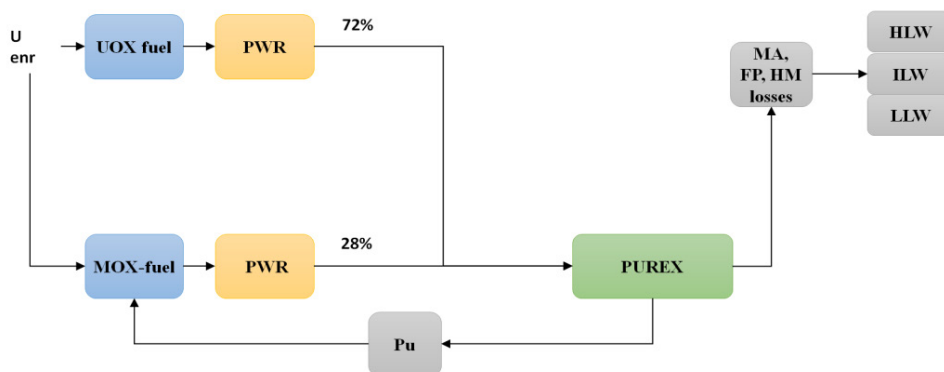 U
enr
UOX fuel
PWR
72%
MA,
FP, HM
losses
HLW
ILW
LLW
MOX-fuel
PWR
28%
PUREX
Pu